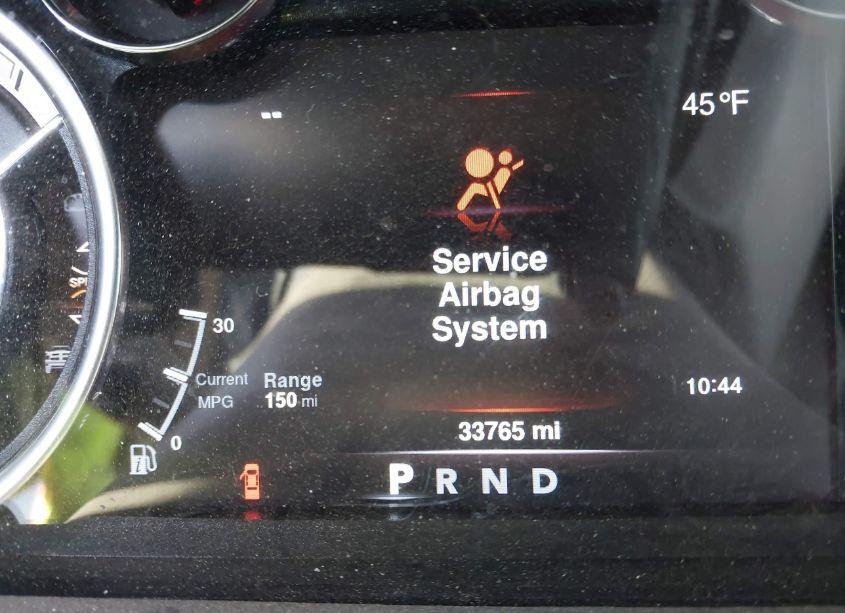 --
45°F
Service
Airbag
System
30
Current
MPG
Range
150 mi
0
10:44
33765 mi
P R N D